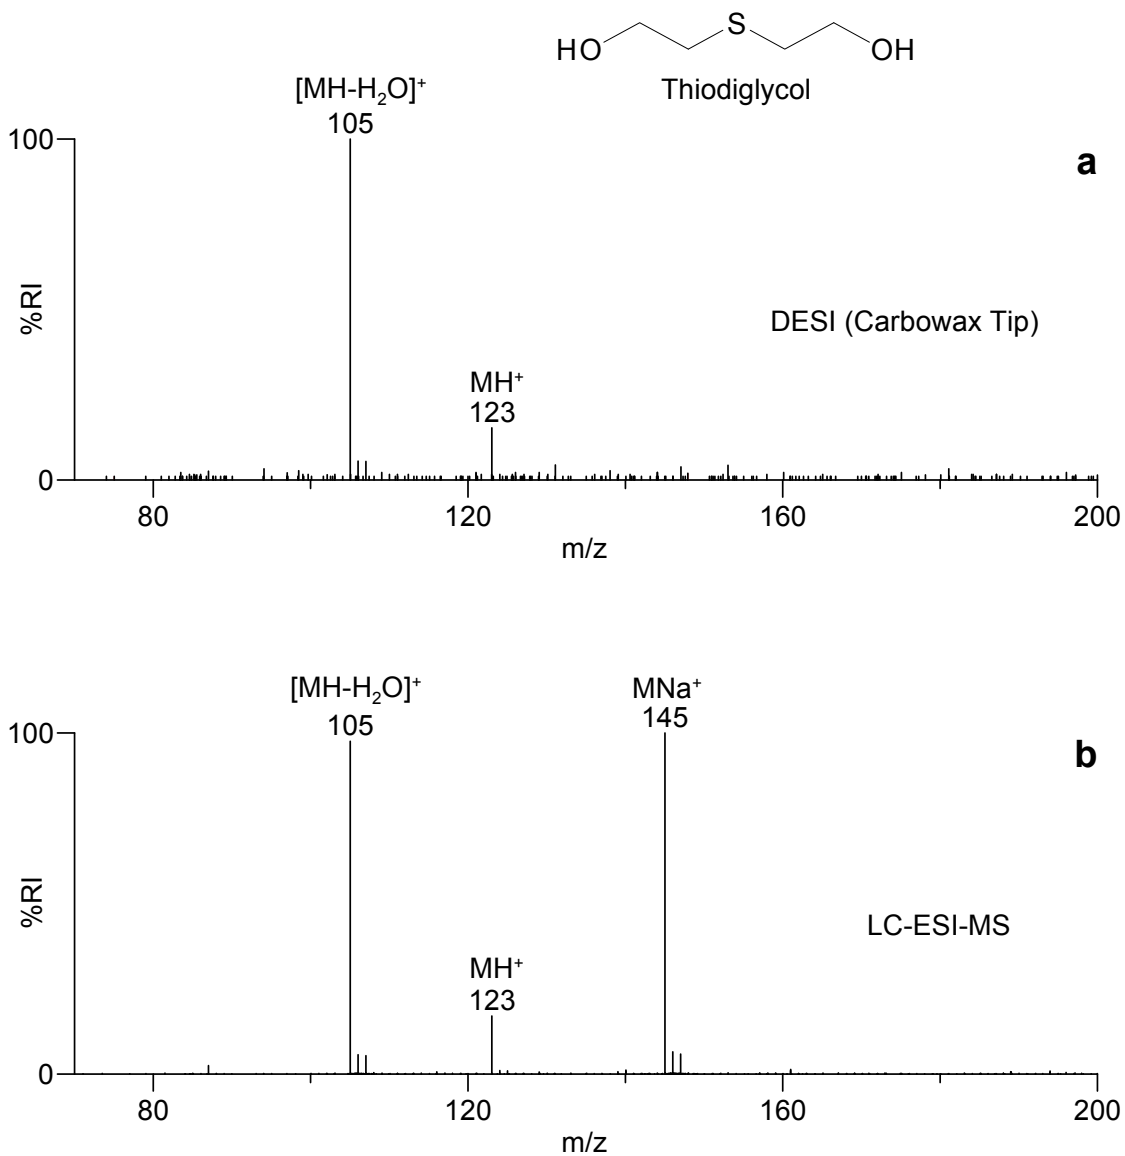 S
HO OH
Thiodiglycol
[MH-H₂O]⁺
105
100
a
%RI
DESI (Carbowax Tip)
MH⁺
123
0
80 120 160 200
m/z
[MH-H₂O]⁺ MNa⁺
105 145
100
b
%RI
LC-ESI-MS
MH⁺
123
0
80 120 160 200
m/z